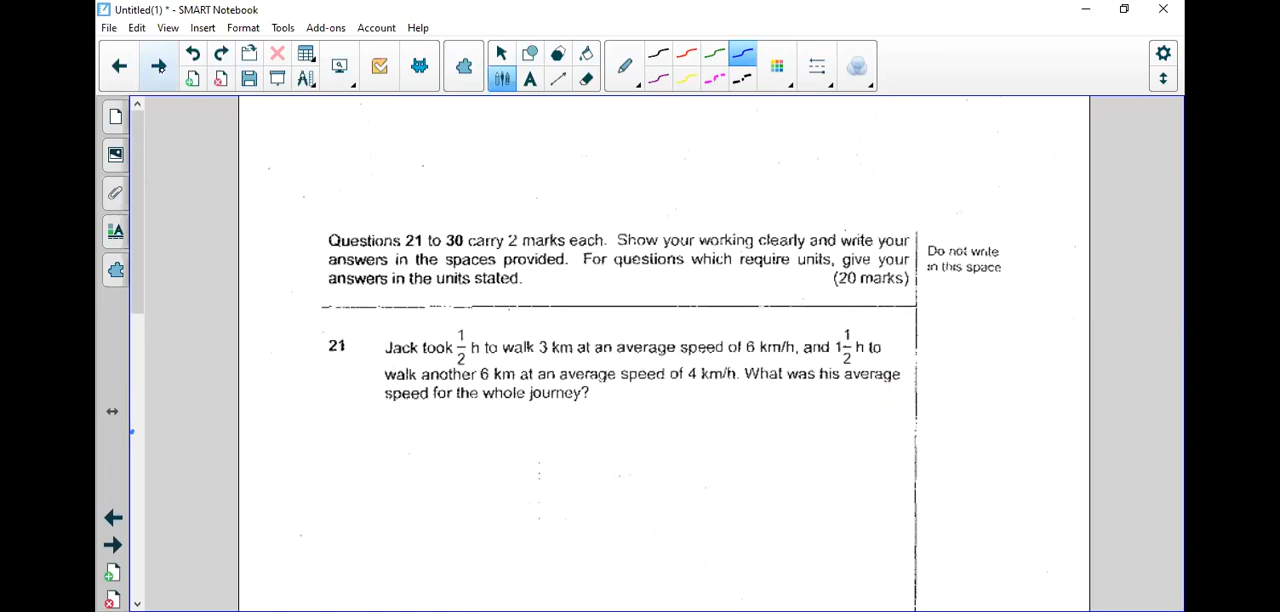 Untitled(1) * - SMART Notebook
File Edit View Insert Format Tools Add-ons Account Help
Questions 21 to 30 carry 2 marks each. Show your working clearly and write your
answers in the spaces provided. For questions which require units, give your
answers in the units stated. (20 marks)
Do not write
in this space
21 Jack took 1/2 h to walk 3 km at an average speed of 6 km/h, and 1 1/2 h to
walk another 6 km at an average speed of 4 km/h. What was his average
speed for the whole journey?